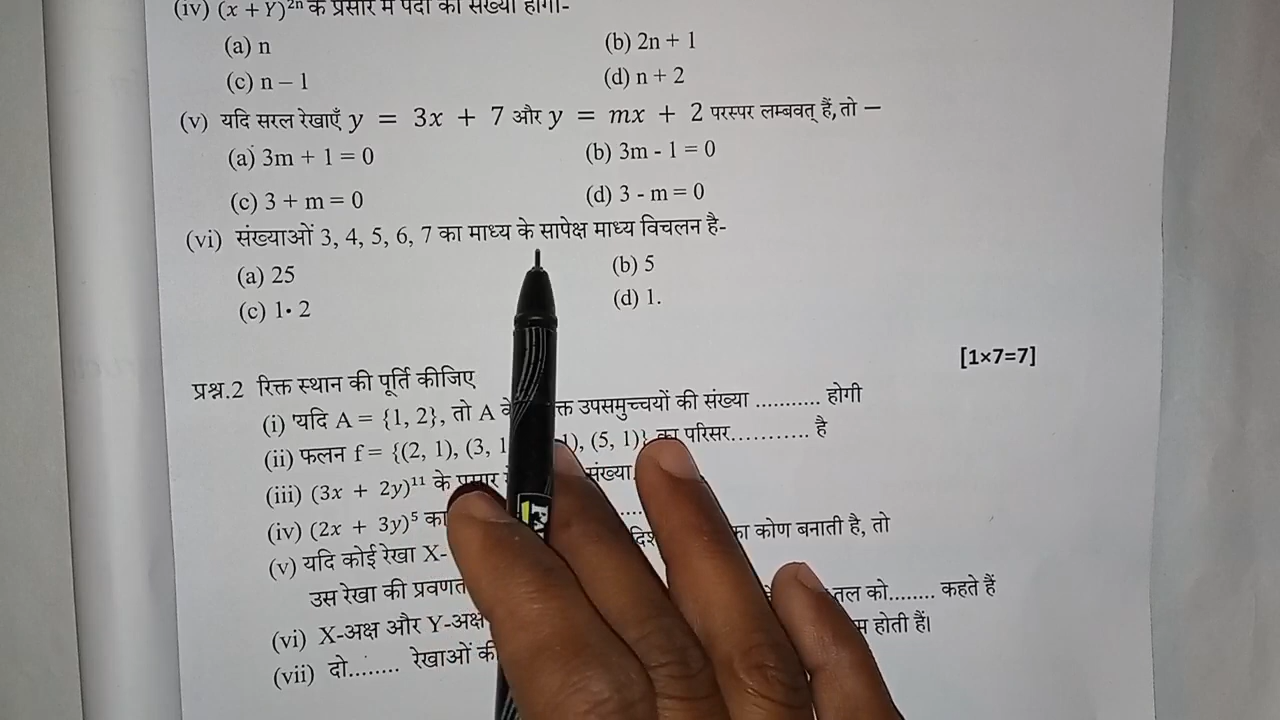 (iv) (x + Y)²ⁿ के प्रसार में पदों की संख्या होगी-
(a) n (b) 2n + 1
(c) n – 1 (d) n + 2
(v) यदि सरल रेखाएँ y = 3x + 7 और y = mx + 2 परस्पर लम्बवत् हैं, तो –
(a) 3m + 1 = 0 (b) 3m - 1 = 0
(c) 3 + m = 0 (d) 3 - m = 0
(vi) संख्याओं 3, 4, 5, 6, 7 का माध्य के सापेक्ष माध्य विचलन है-
(a) 25 (b) 5
(c) 1• 2 (d) 1.
[1×7=7]
प्रश्न.2 रिक्त स्थान की पूर्ति कीजिए
(i) यदि A = {1, 2}, तो A उपसमुच्चयों की संख्या ........... होगी
(ii) फलन f = {(2, 1), (3, 1 (5, 1)} का परिसर........... है
(iii) (3x + 2y)¹¹ के प्रसार संख्या
(iv) (2x + 3y)⁵ का
(v) यदि कोई रेखा X- का कोण बनाती है, तो
उस रेखा की
(vi) X-अक्ष और Y-अक्ष तल को........ कहते हैं
(vii) दो........ रेखाओं की होती हैं।